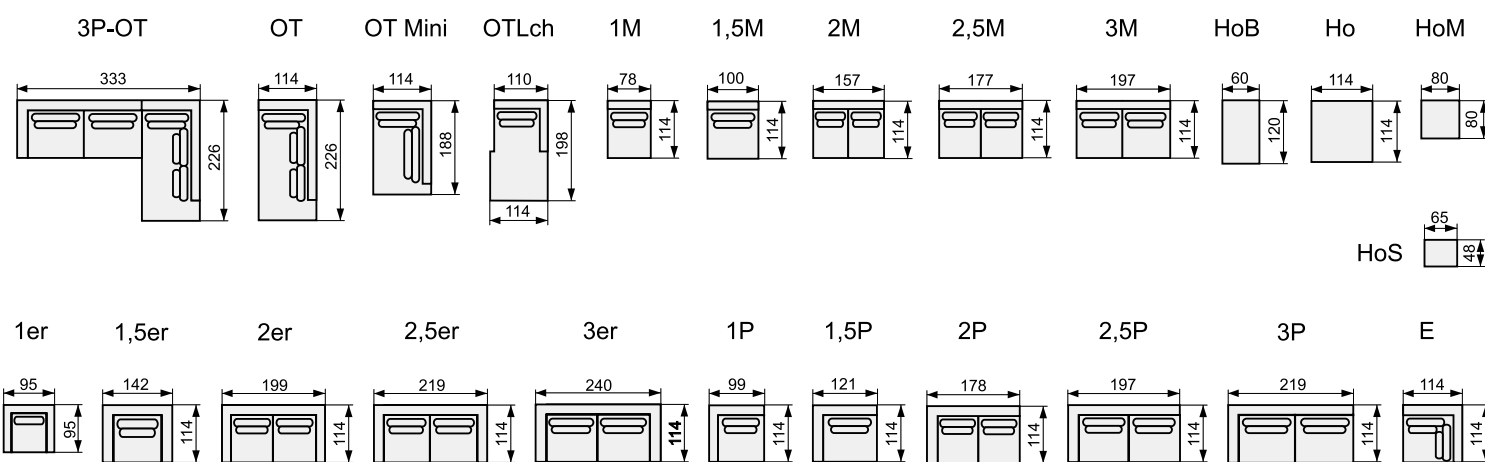 3P-OT OT OT Mini OTLch 1M 1,5M 2M 2,5M 3M HoB Ho HoM
333 114 114 110 78 100 157 177 197 60 114 80
226 226 188 198 114 114 114 114 114 120 114 80
114
65
HoS 48
1er 1,5er 2er 2,5er 3er 1P 1,5P 2P 2,5P 3P E
95 142 199 219 240 99 121 178 197 219 114
95 114 114 114 114 114 114 114 114 114 114